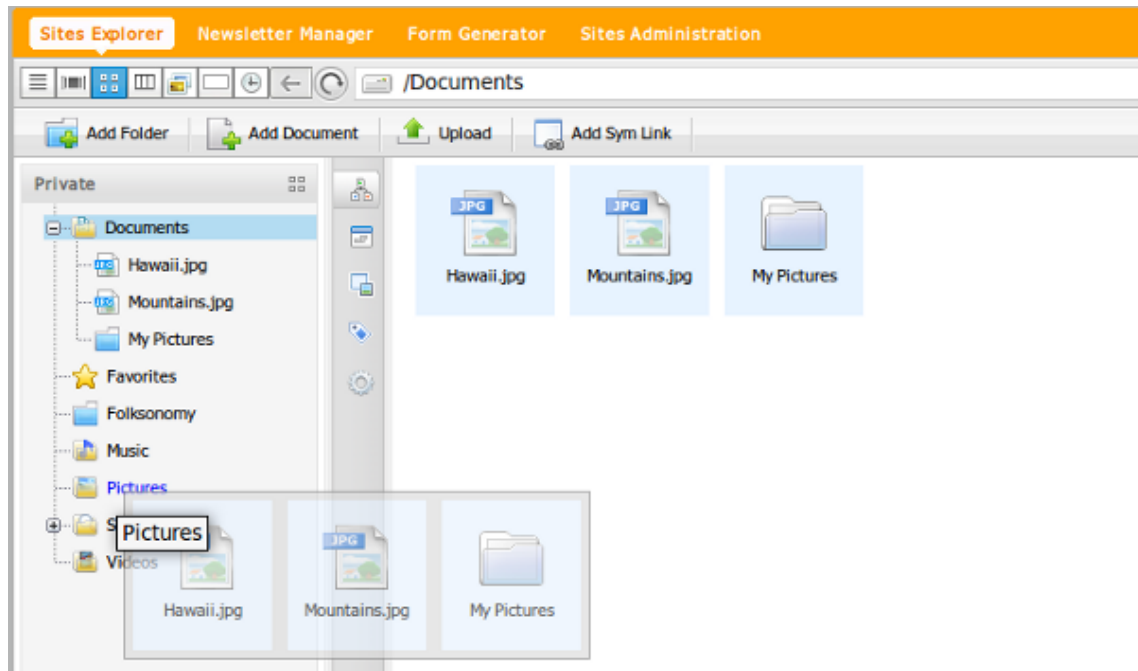 Sites Explorer Newsletter Manager Form Generator Sites Administration
/Documents
Add Folder Add Document Upload Add Sym Link
Private
Documents
Hawaii.jpg
Mountains.jpg
My Pictures
Favorites
Folksonomy
Music
Pictures
S
Videos
JPG JPG
Hawaii.jpg Mountains.jpg My Pictures
Pictures
JPG
Hawaii.jpg Mountains.jpg My Pictures